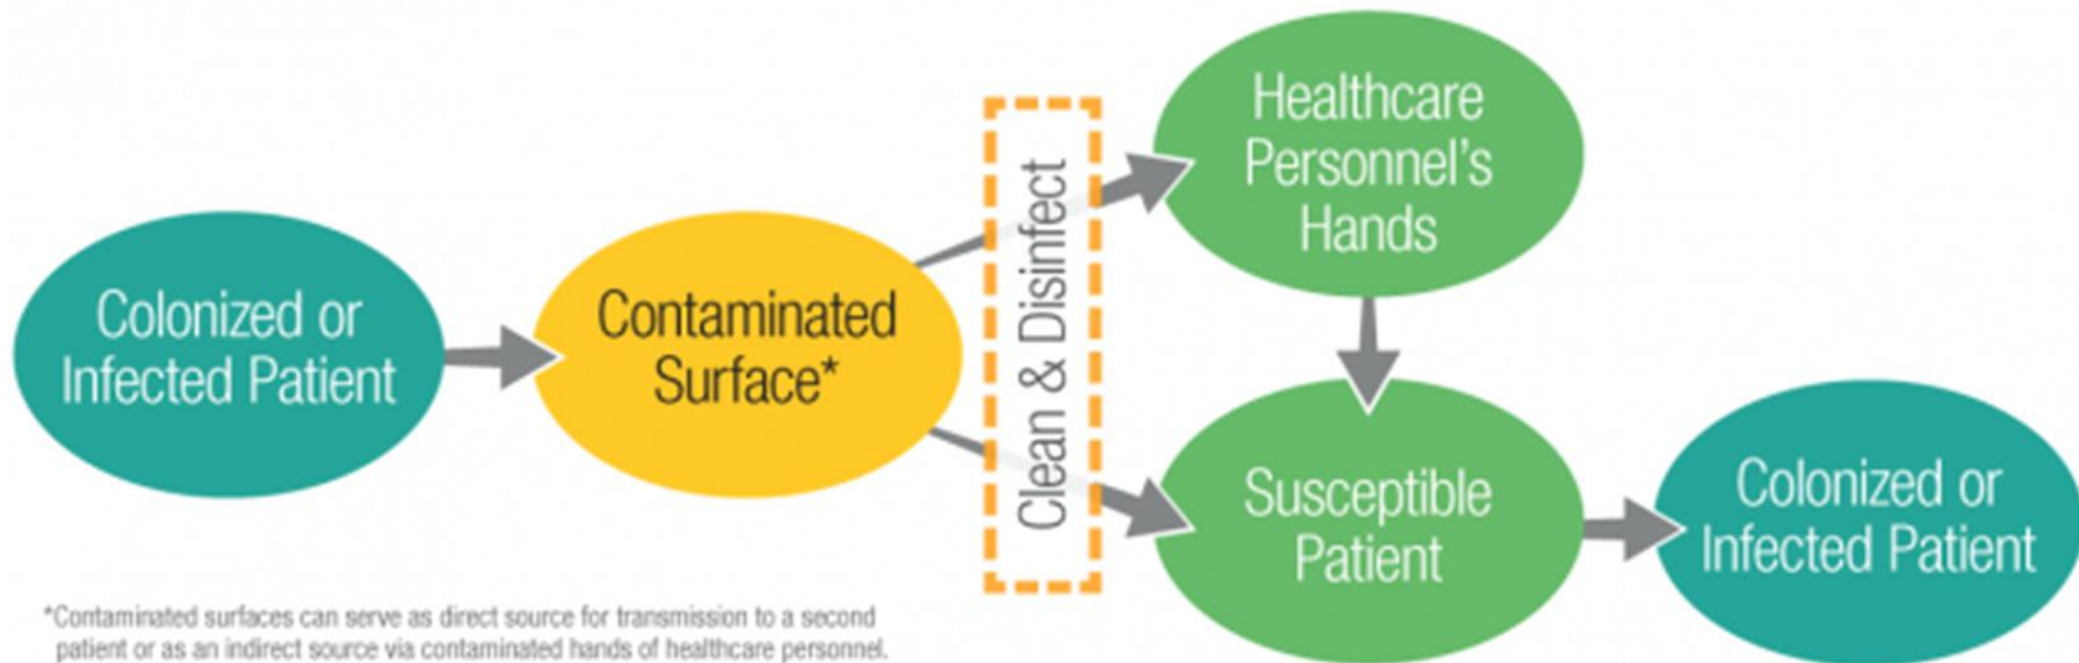 Colonized or
Infected Patient
Contaminated
Surface*
Clean & Disinfect
Healthcare
Personnel's
Hands
Susceptible
Patient
Colonized or
Infected Patient
*Contaminated surfaces can serve as direct source for transmission to a second
patient or as an indirect source via contaminated hands of healthcare personnel.